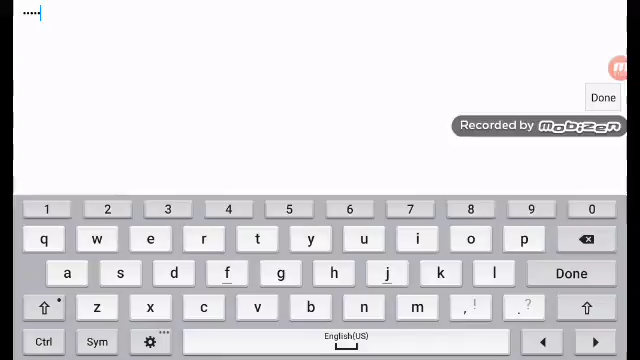 •••••
Done
Recorded by mobizen
1 2 3 4 5 6 7 8 9 0
q w e r t y u i o p
a s d f g h j k l Done
z x c v b n m , ! . ?
Ctrl Sym English(US)